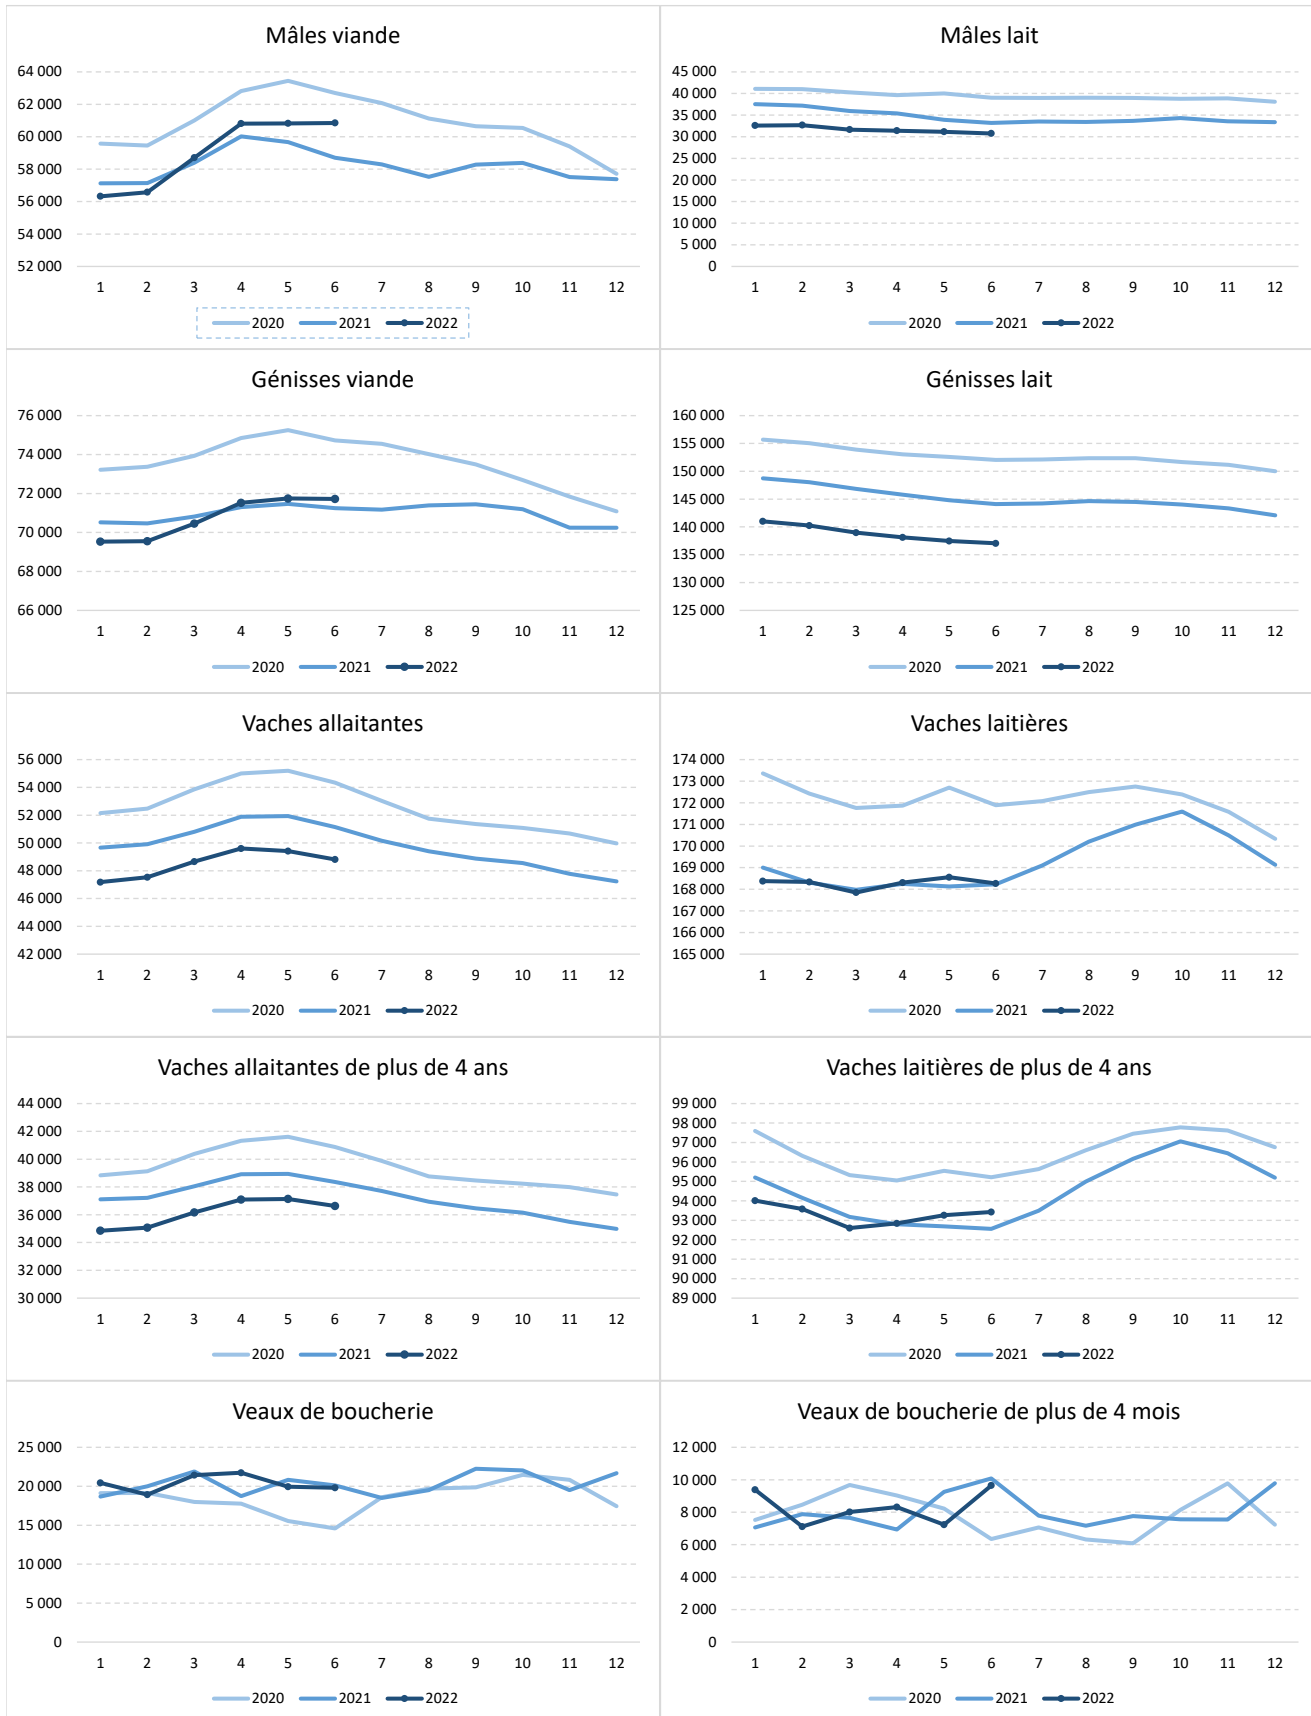 Mâles viande
64 000
62 000
60 000
58 000
56 000
54 000
52 000
1 2 3 4 5 6 7 8 9 10 11 12
2020 2021 2022
Mâles lait
45 000
40 000
35 000
30 000
25 000
20 000
15 000
10 000
5 000
0
1 2 3 4 5 6 7 8 9 10 11 12
2020 2021 2022
Génisses viande
76 000
74 000
72 000
70 000
68 000
66 000
1 2 3 4 5 6 7 8 9 10 11 12
2020 2021 2022
Génisses lait
160 000
155 000
150 000
145 000
140 000
135 000
130 000
125 000
1 2 3 4 5 6 7 8 9 10 11 12
2020 2021 2022
Vaches allaitantes
56 000
54 000
52 000
50 000
48 000
46 000
44 000
42 000
1 2 3 4 5 6 7 8 9 10 11 12
2020 2021 2022
Vaches laitières
174 000
173 000
172 000
171 000
170 000
169 000
168 000
167 000
166 000
165 000
1 2 3 4 5 6 7 8 9 10 11 12
2020 2021 2022
Vaches allaitantes de plus de 4 ans
44 000
42 000
40 000
38 000
36 000
34 000
32 000
30 000
1 2 3 4 5 6 7 8 9 10 11 12
2020 2021 2022
Vaches laitières de plus de 4 ans
99 000
98 000
97 000
96 000
95 000
94 000
93 000
92 000
91 000
90 000
89 000
1 2 3 4 5 6 7 8 9 10 11 12
2020 2021 2022
Veaux de boucherie
25 000
20 000
15 000
10 000
5 000
0
1 2 3 4 5 6 7 8 9 10 11 12
2020 2021 2022
Veaux de boucherie de plus de 4 mois
12 000
10 000
8 000
6 000
4 000
2 000
0
1 2 3 4 5 6 7 8 9 10 11 12
2020 2021 2022